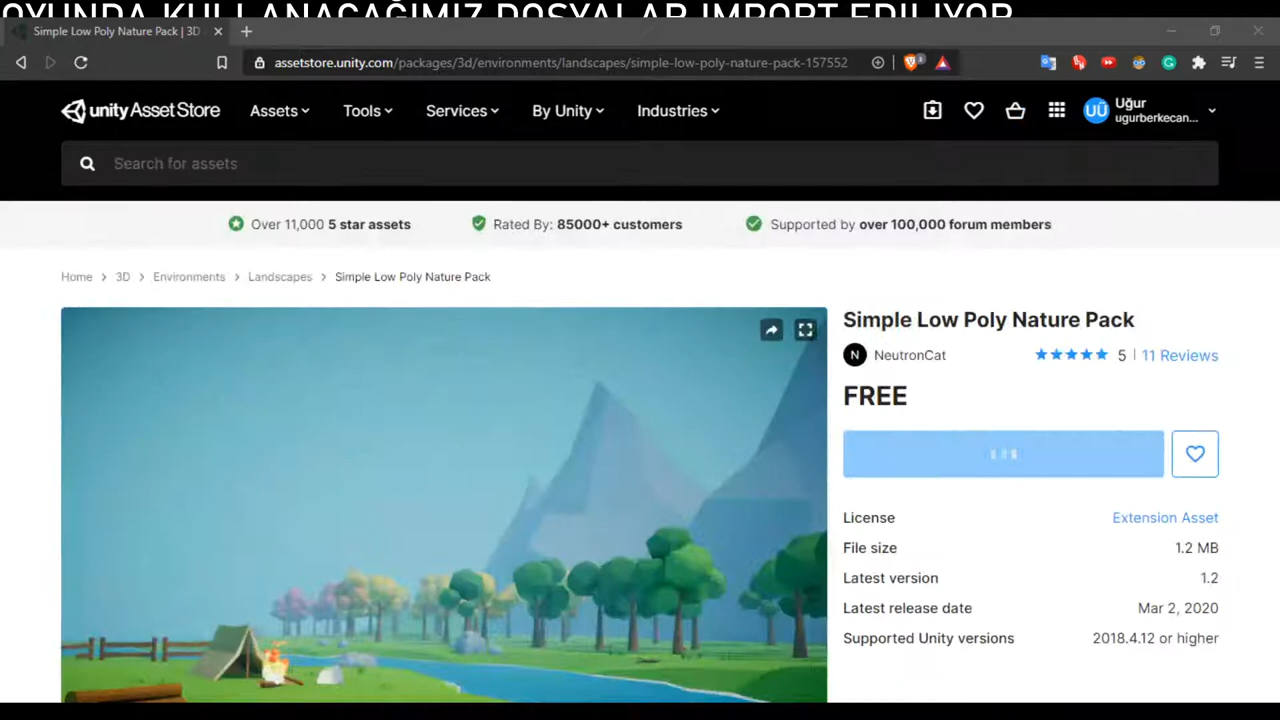 OYUNDA KULLANACAĞIMIZ DOSYALAR IMPORT EDILIYOR
Simple Low Poly Nature Pack | 3D
assetstore.unity.com/packages/3d/environments/landscapes/simple-low-poly-nature-pack-157552
unity Asset Store
Assets
Tools
Services
By Unity
Industries
UÜ
Uğur
ugurberkecan...
Search for assets
Over 11,000 5 star assets
Rated By: 85000+ customers
Supported by over 100,000 forum members
Home > 3D > Environments > Landscapes > Simple Low Poly Nature Pack
Simple Low Poly Nature Pack
N NeutronCat
5 | 11 Reviews
FREE
License Extension Asset
File size 1.2 MB
Latest version 1.2
Latest release date Mar 2, 2020
Supported Unity versions 2018.4.12 or higher